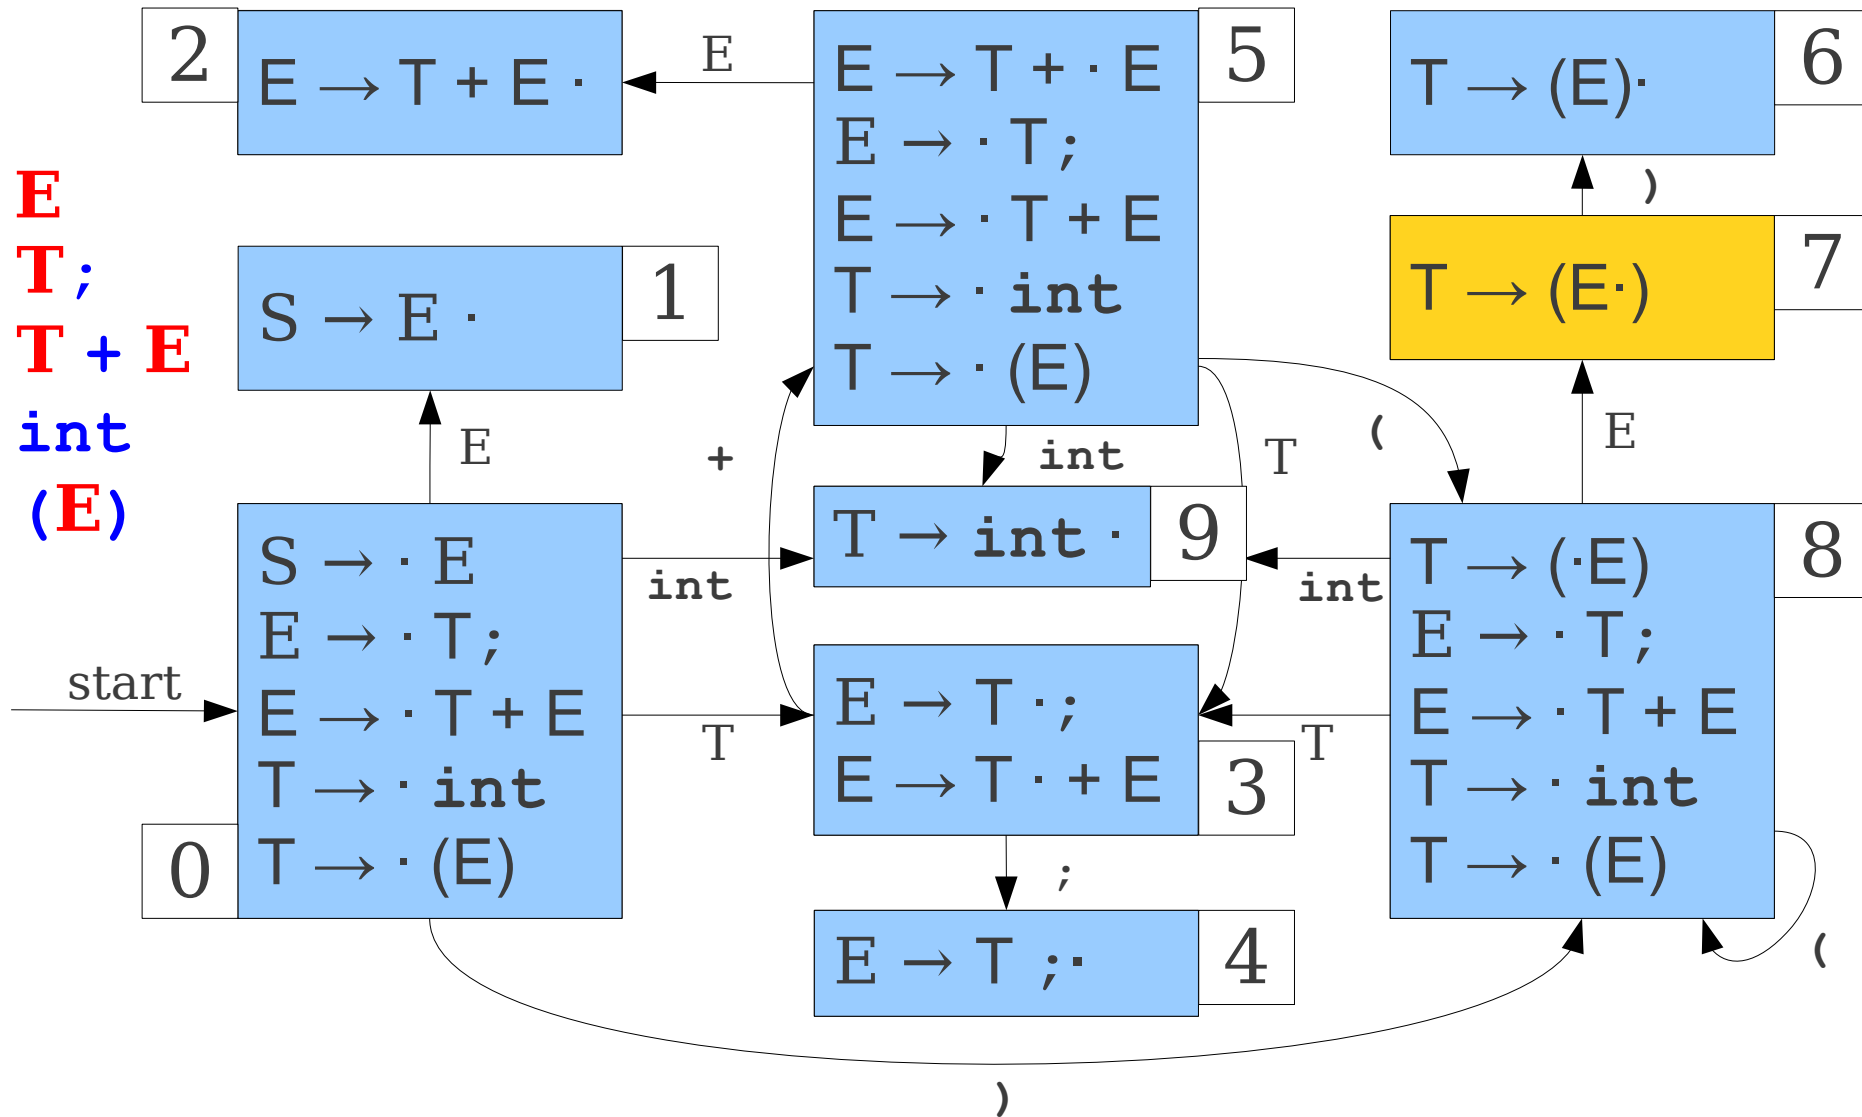 E
T ;
T + E
int
(E)
2
E → T + E ·
E
5
E → T + · E
E → · T ;
E → · T + E
T → · int
T → · (E)
6
T → (E)·
)
7
T → (E·)
1
S → E ·
E
+
int
T
(
E
start
0
S → · E
E → · T ;
E → · T + E
T → · int
T → · (E)
int
T
9
T → int ·
int
T
3
E → T · ;
E → T · + E
;
4
E → T ;·
8
T → (·E)
E → · T ;
E → · T + E
T → · int
T → · (E)
(
)